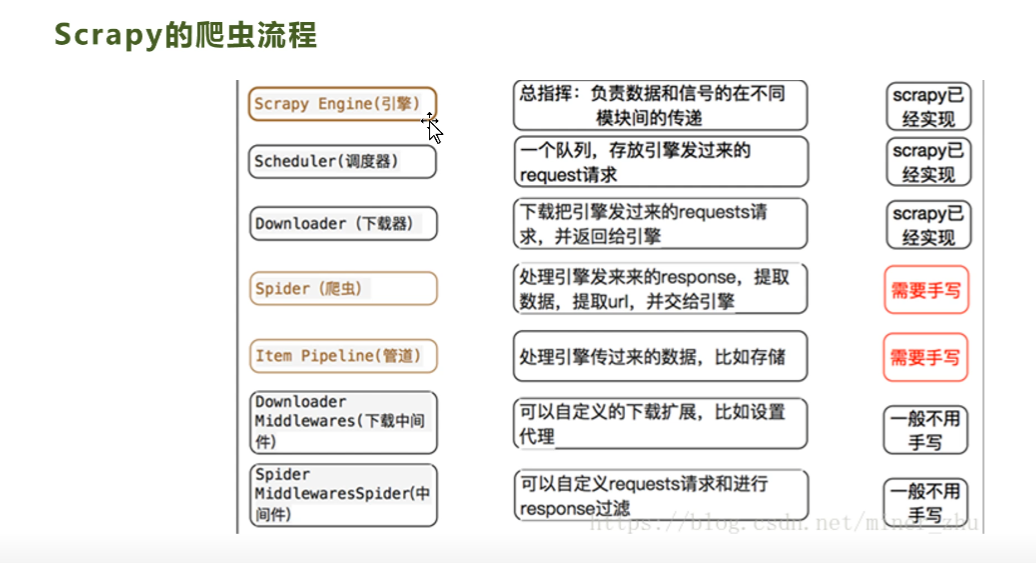 Scrapy的爬虫流程
Scrapy Engine(引擎)
总指挥：负责数据和信号的在不同
模块间的传递
scrapy已
经实现
Scheduler(调度器)
一个队列，存放引擎发过来的
request请求
scrapy已
经实现
Downloader（下载器）
下载把引擎发过来的requests请
求，并返回给引擎
scrapy已
经实现
Spider（爬虫）
处理引擎发来来的response，提取
数据，提取url，并交给引擎
需要手写
Item Pipeline(管道)
处理引擎传过来的数据，比如存储
需要手写
Downloader
Middlewares(下载中间
件)
可以自定义的下载扩展，比如设置
代理
一般不用
手写
Spider
MiddlewaresSpider(中
间件)
可以自定义requests请求和进行
response过滤
一般不用
手写
https://blog.csdn.net/miner_zhu